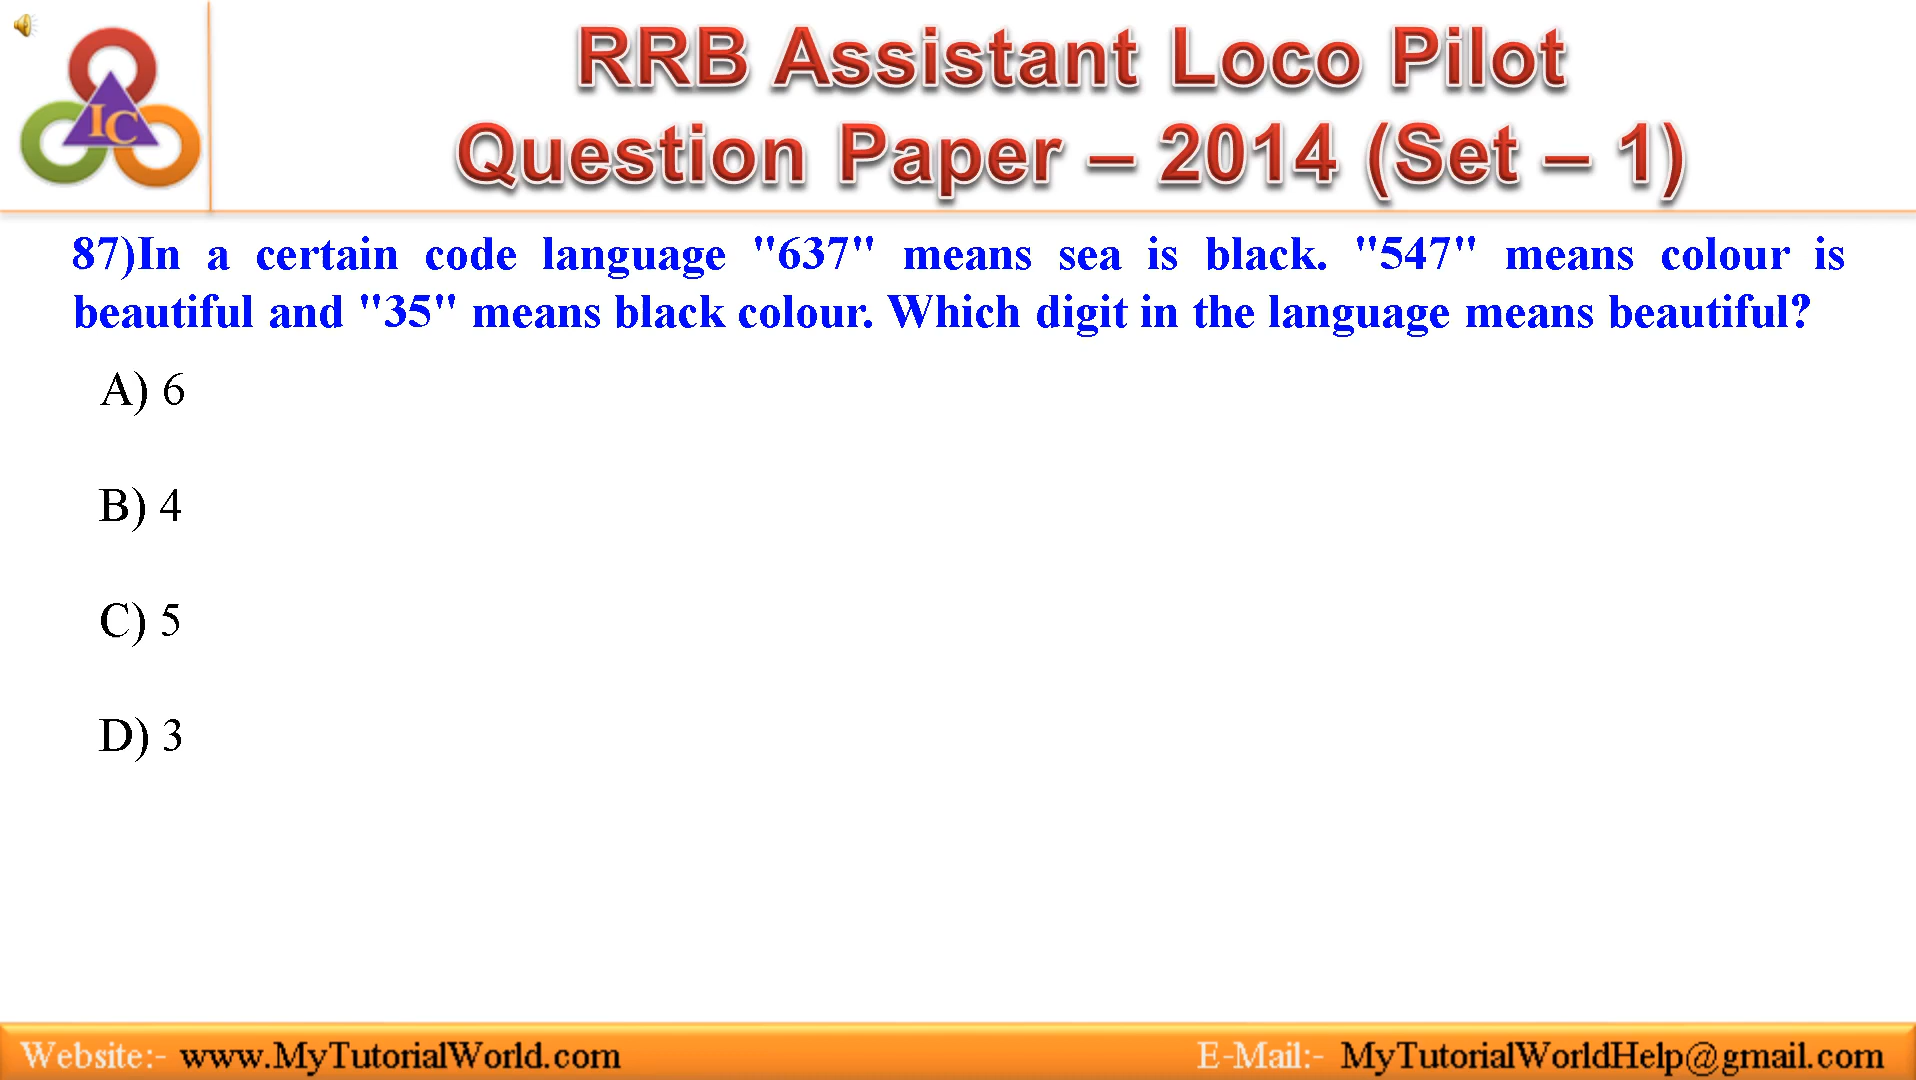 IC
RRB Assistant Loco Pilot
Question Paper – 2014 (Set – 1)
87)In a certain code language "637" means sea is black. "547" means colour is
beautiful and "35" means black colour. Which digit in the language means beautiful?
A) 6
B) 4
C) 5
D) 3
Website:- www.MyTutorialWorld.com
E-Mail:- MyTutorialWorldHelp@gmail.com